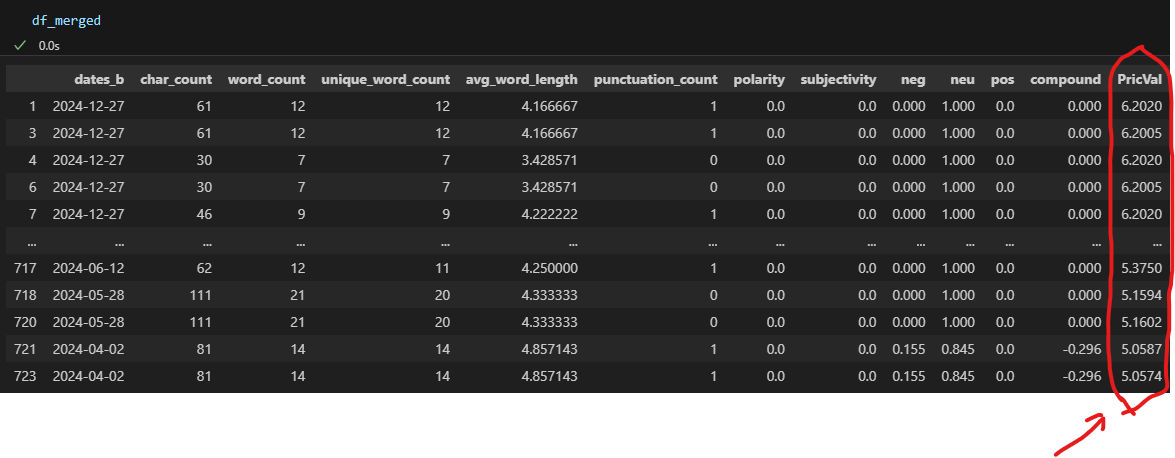 df_merged
0.0s
dates_b char_count word_count unique_word_count avg_word_length punctuation_count polarity subjectivity neg neu pos compound PricVal
1 2024-12-27 61 12 12 4.166667 1 0.0 0.0 0.000 1.000 0.0 0.000 6.2020
3 2024-12-27 61 12 12 4.166667 1 0.0 0.0 0.000 1.000 0.0 0.000 6.2005
4 2024-12-27 30 7 7 3.428571 0 0.0 0.0 0.000 1.000 0.0 0.000 6.2020
6 2024-12-27 30 7 7 3.428571 0 0.0 0.0 0.000 1.000 0.0 0.000 6.2005
7 2024-12-27 46 9 9 4.222222 1 0.0 0.0 0.000 1.000 0.0 0.000 6.2020
... ... ... ... ... ... ... ... ... ... ... ... ... ...
717 2024-06-12 62 12 11 4.250000 1 0.0 0.0 0.000 1.000 0.0 0.000 5.3750
718 2024-05-28 111 21 20 4.333333 0 0.0 0.0 0.000 1.000 0.0 0.000 5.1594
720 2024-05-28 111 21 20 4.333333 0 0.0 0.0 0.000 1.000 0.0 0.000 5.1602
721 2024-04-02 81 14 14 4.857143 1 0.0 0.0 0.155 0.845 0.0 -0.296 5.0587
723 2024-04-02 81 14 14 4.857143 1 0.0 0.0 0.155 0.845 0.0 -0.296 5.0574